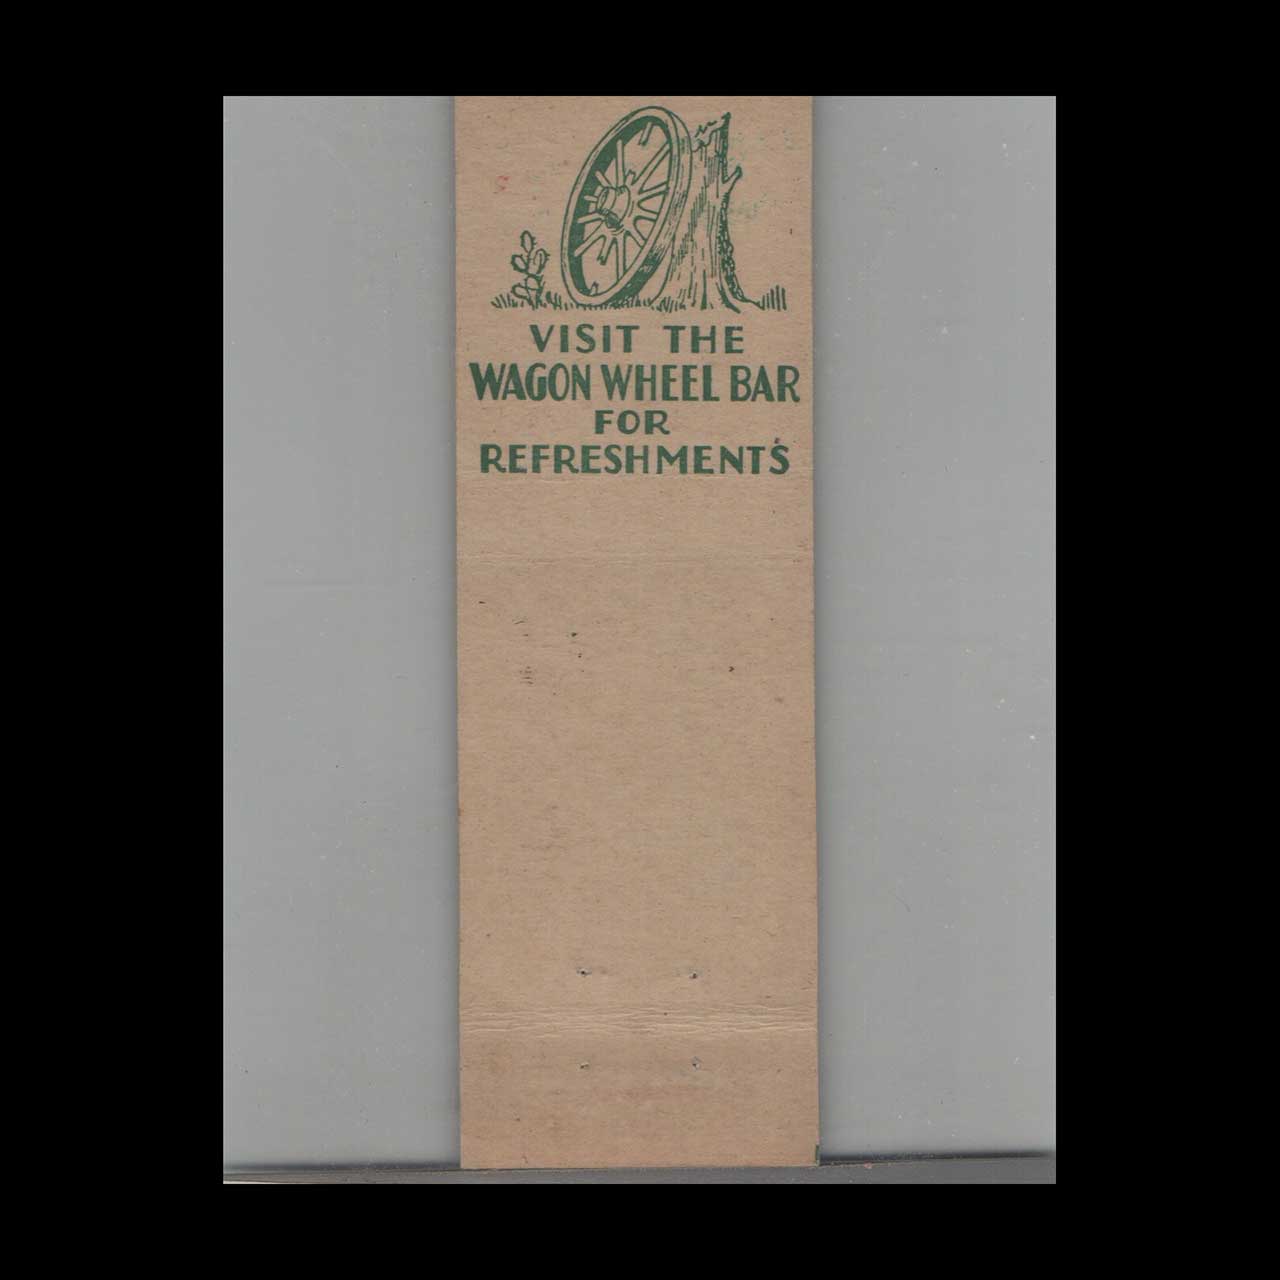 VISIT THE
WAGON WHEEL BAR
FOR
REFRESHMENTS